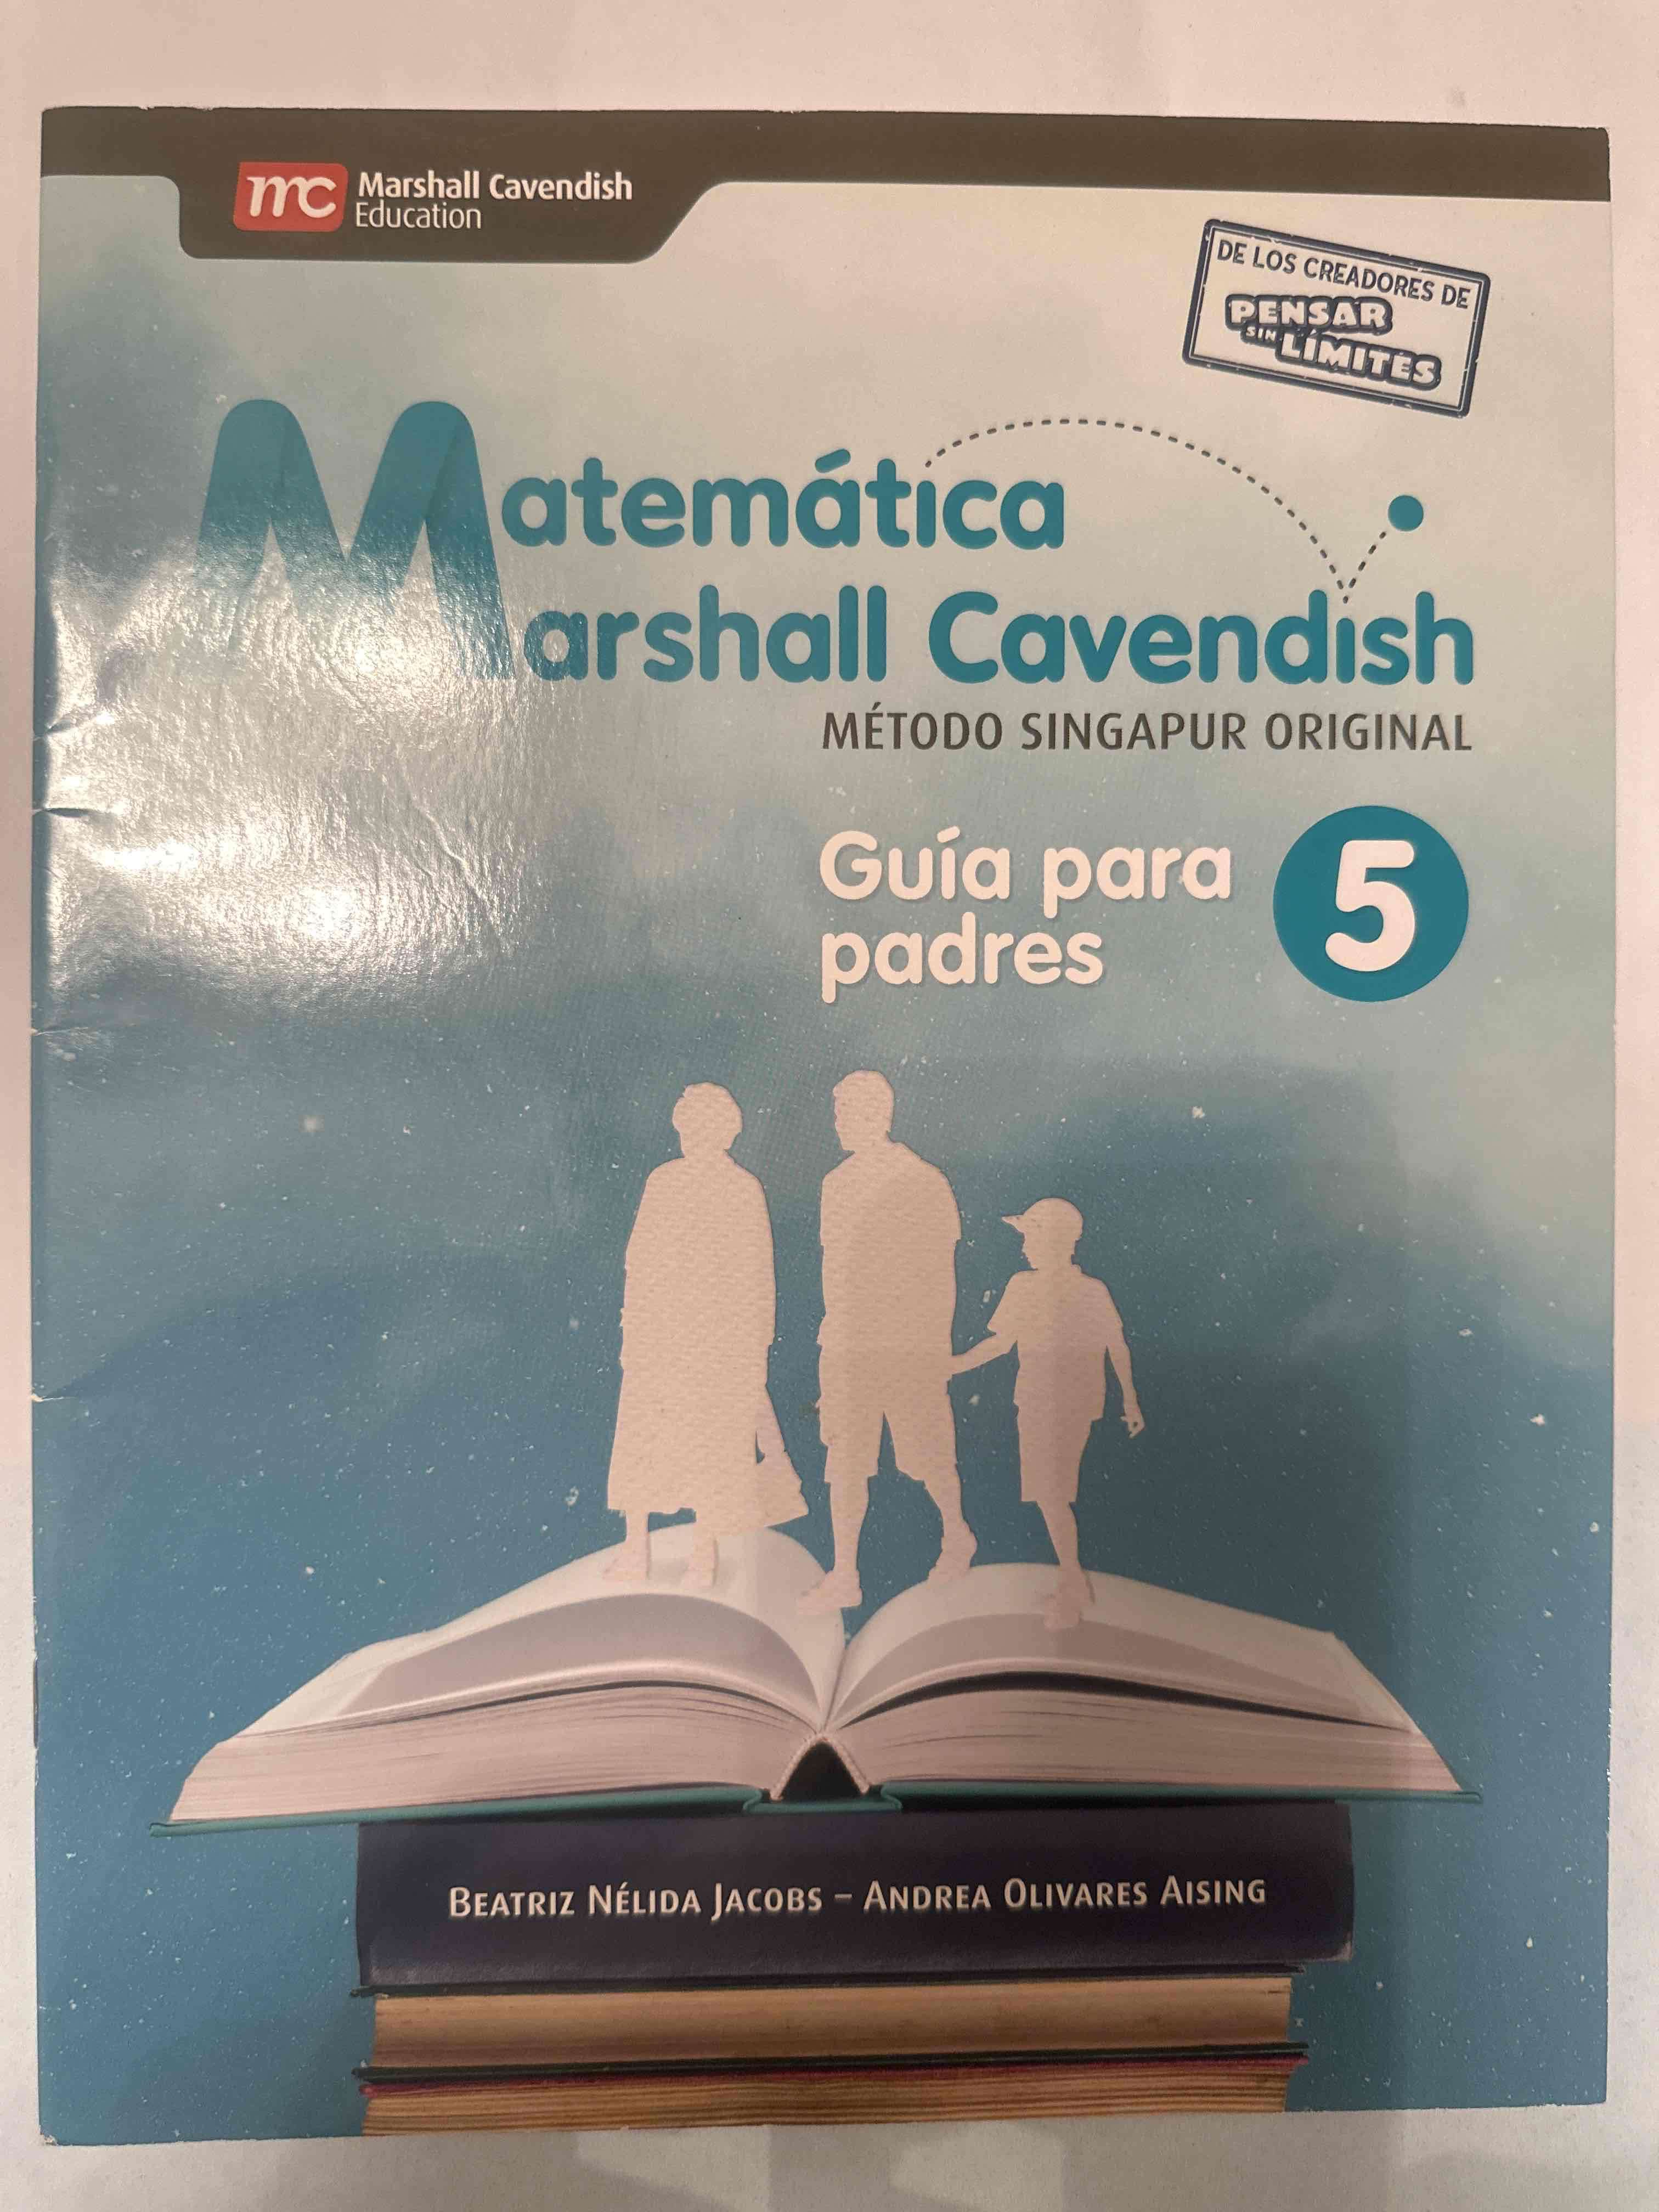 mc Marshall Cavendish
Education
DE LOS CREADORES DE
PENSAR
SIN LÍMITES
Matemática
Marshall Cavendish
MÉTODO SINGAPUR ORIGINAL
Guía para
padres 5
BEATRIZ NÉLIDA JACOBS – ANDREA OLIVARES AISING